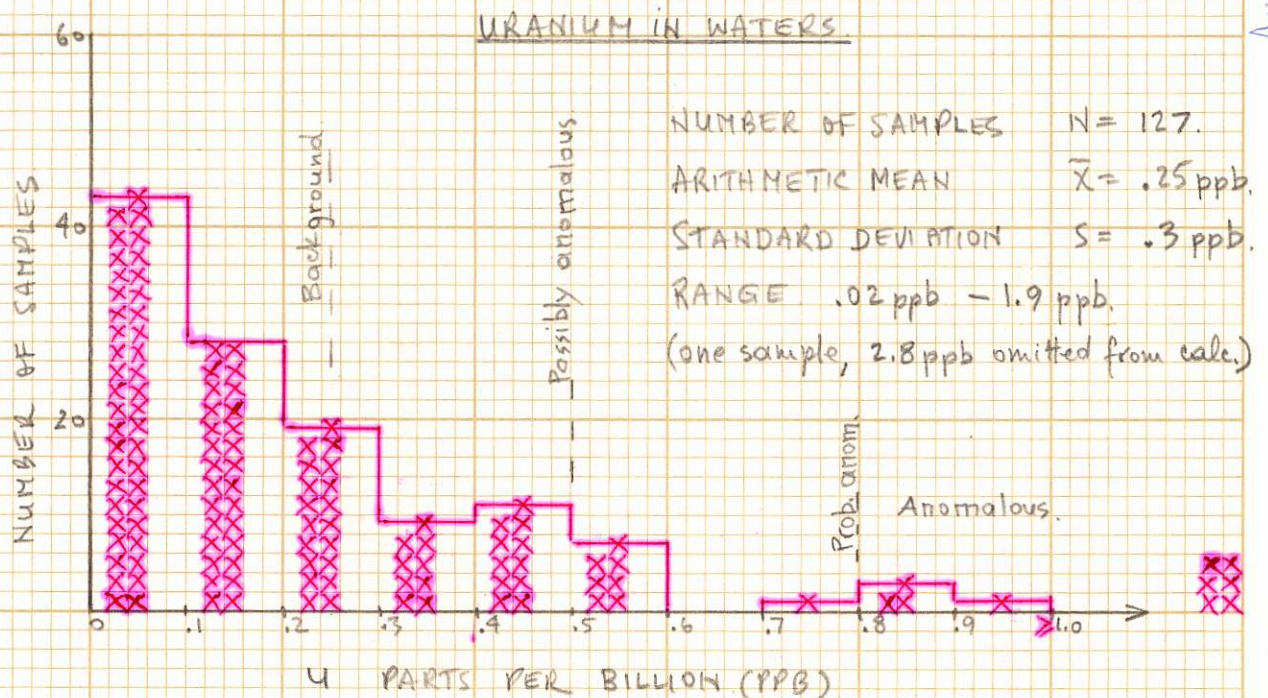 URANIUM IN WATERS.
60
40
20
NUMBER OF SAMPLES
Background
Possibly anomalous
NUMBER OF SAMPLES N = 127.
ARITHMETIC MEAN X̄ = .25 ppb.
STANDARD DEVIATION S = .3 ppb.
RANGE .02 ppb - 1.9 ppb.
(one sample, 2.8 ppb omitted from calc.)
Prob. anom.
Anomalous.
0 .1 .2 .3 .4 .5 .6 .7 .8 .9 >1.0
U PARTS PER BILLION (PPB)